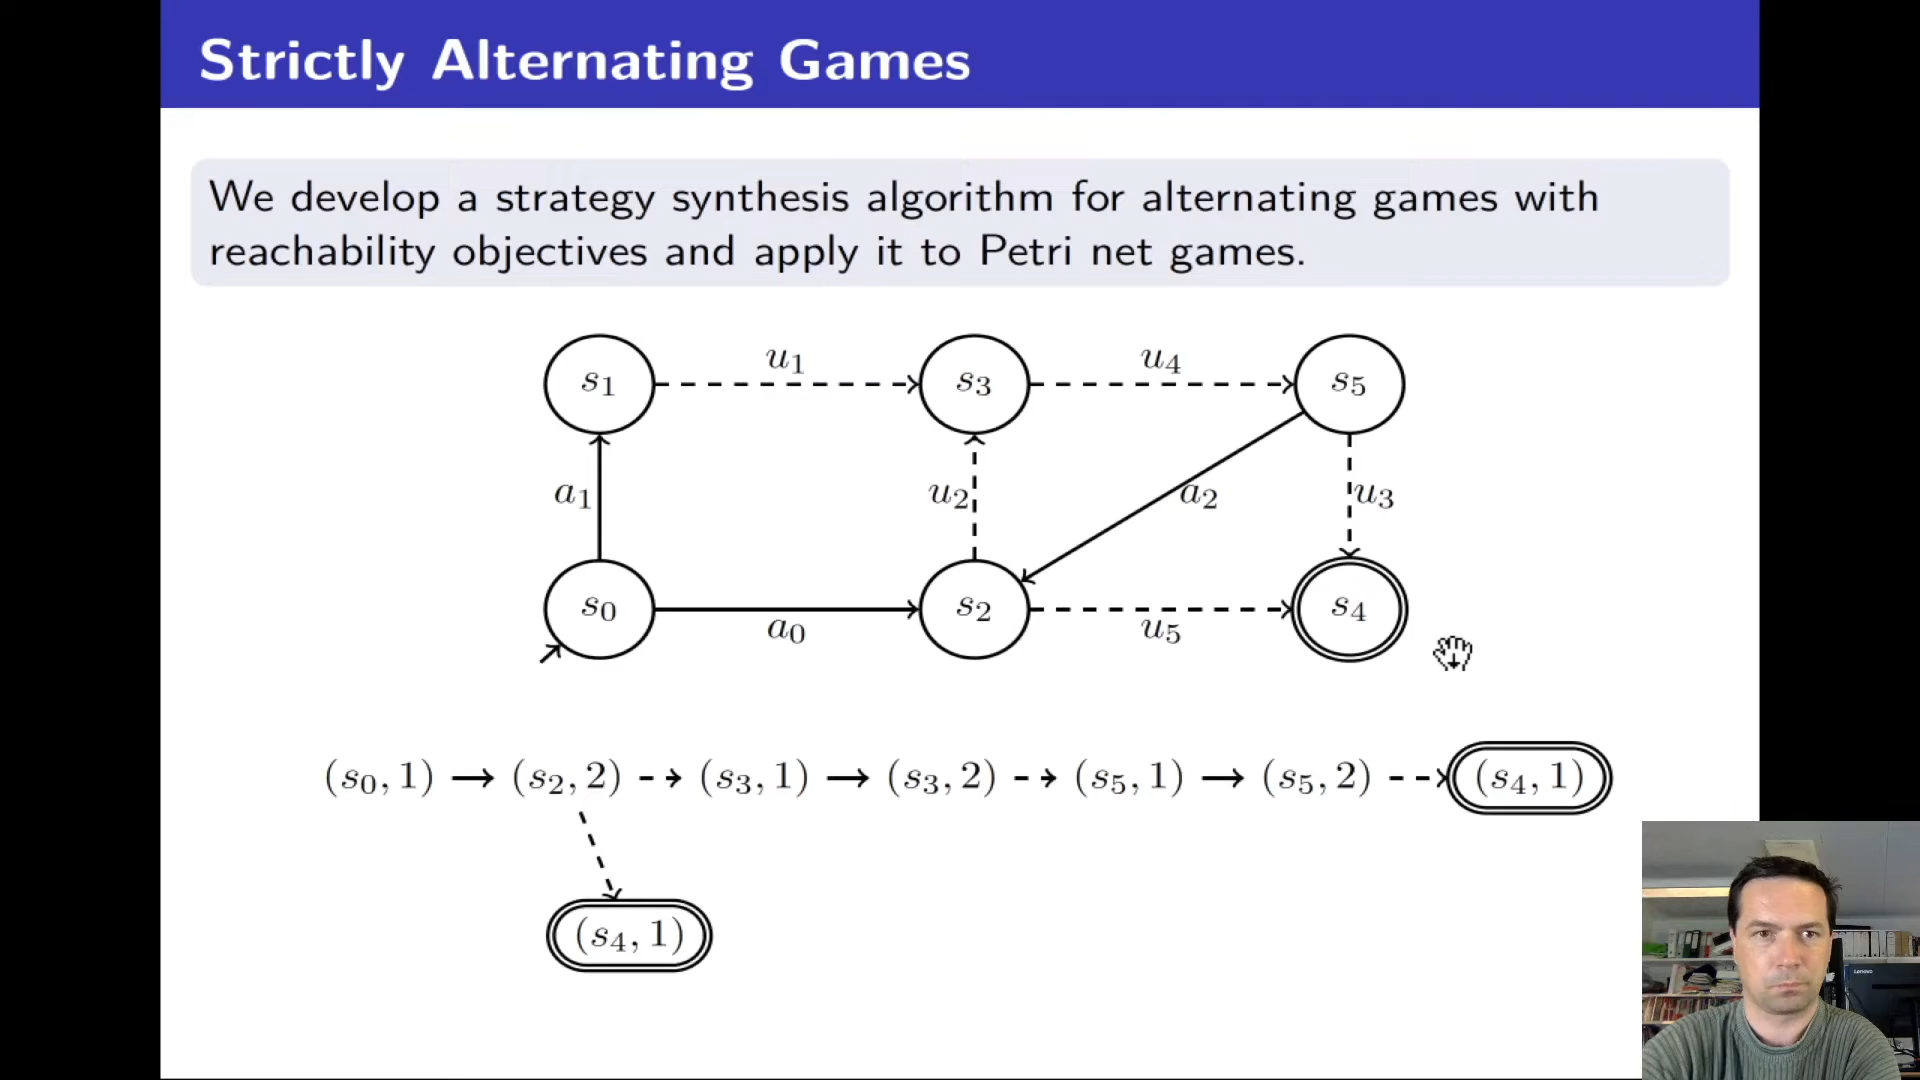 Strictly Alternating Games
We develop a strategy synthesis algorithm for alternating games with
reachability objectives and apply it to Petri net games.
s₁ u₁ s₃ u₄ s₅
a₁ u₂ a₂ u₃
s₀ a₀ s₂ u₅ s₄
(s₀, 1) → (s₂, 2) ⇢ (s₃, 1) → (s₃, 2) ⇢ (s₅, 1) → (s₅, 2) ⇢ (s₄, 1)
(s₄, 1)
Lenovo